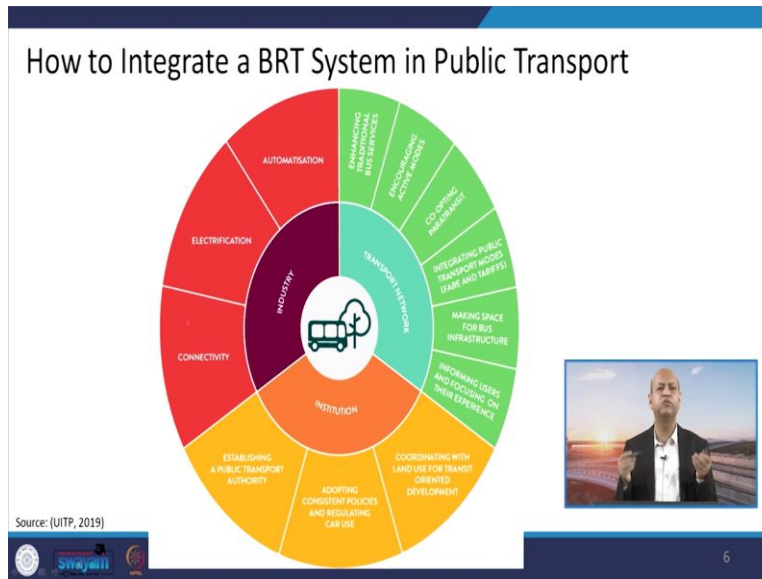 How to Integrate a BRT System in Public Transport
ENHANCING
TRADITIONAL
BUS SERVICES
ENCOURAGING
ACTIVE MODES
CO-OPTING
PARATRANSIT
INTEGRATING PUBLIC
TRANSPORT MODES
(FARE AND TARIFFS)
MAKING SPACE
FOR BUS
INFRASTRUCTURE
INFORMING USERS
AND FOCUSING ON
THEIR EXPERIENCE
TRANSPORT NETWORK
AUTOMATISATION
ELECTRIFICATION
CONNECTIVITY
INDUSTRY
INSTITUTION
ESTABLISHING
A PUBLIC TRANSPORT
AUTHORITY
ADOPTING
CONSISTENT POLICIES
AND REGULATING
CAR USE
COORDINATING WITH
LAND USE FOR TRANSIT
ORIENTED
DEVELOPMENT
Source: (UITP, 2019)
swayam
6